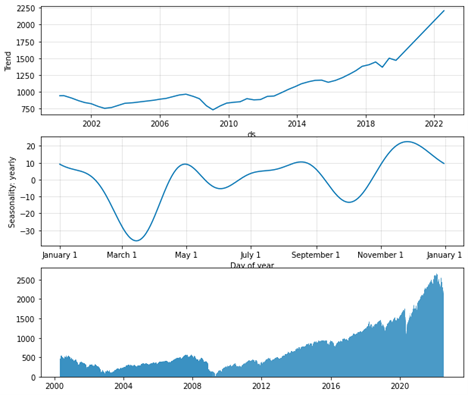 2250
2000
1750
1500
1250
1000
750
Trend
2002 2006 2010 2014 2018 2022
ds
20
10
0
−10
−20
−30
Seasonality: yearly
January 1 March 1 May 1 July 1 September 1 November 1 January 1
Day of year
2500
2000
1500
1000
500
0
2000 2004 2008 2012 2016 2020